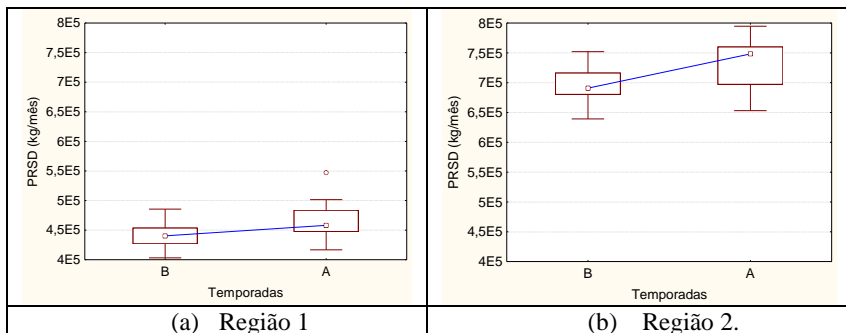 8E5
7,5E5
7E5
6,5E5
6E5
5,5E5
5E5
4,5E5
4E5
PRSD (kg/mês)
B A
Temporadas
(a) Região 1
8E5
7,5E5
7E5
6,5E5
6E5
5,5E5
5E5
4,5E5
4E5
PRSD (kg/mês)
B A
Temporadas
(b) Região 2.